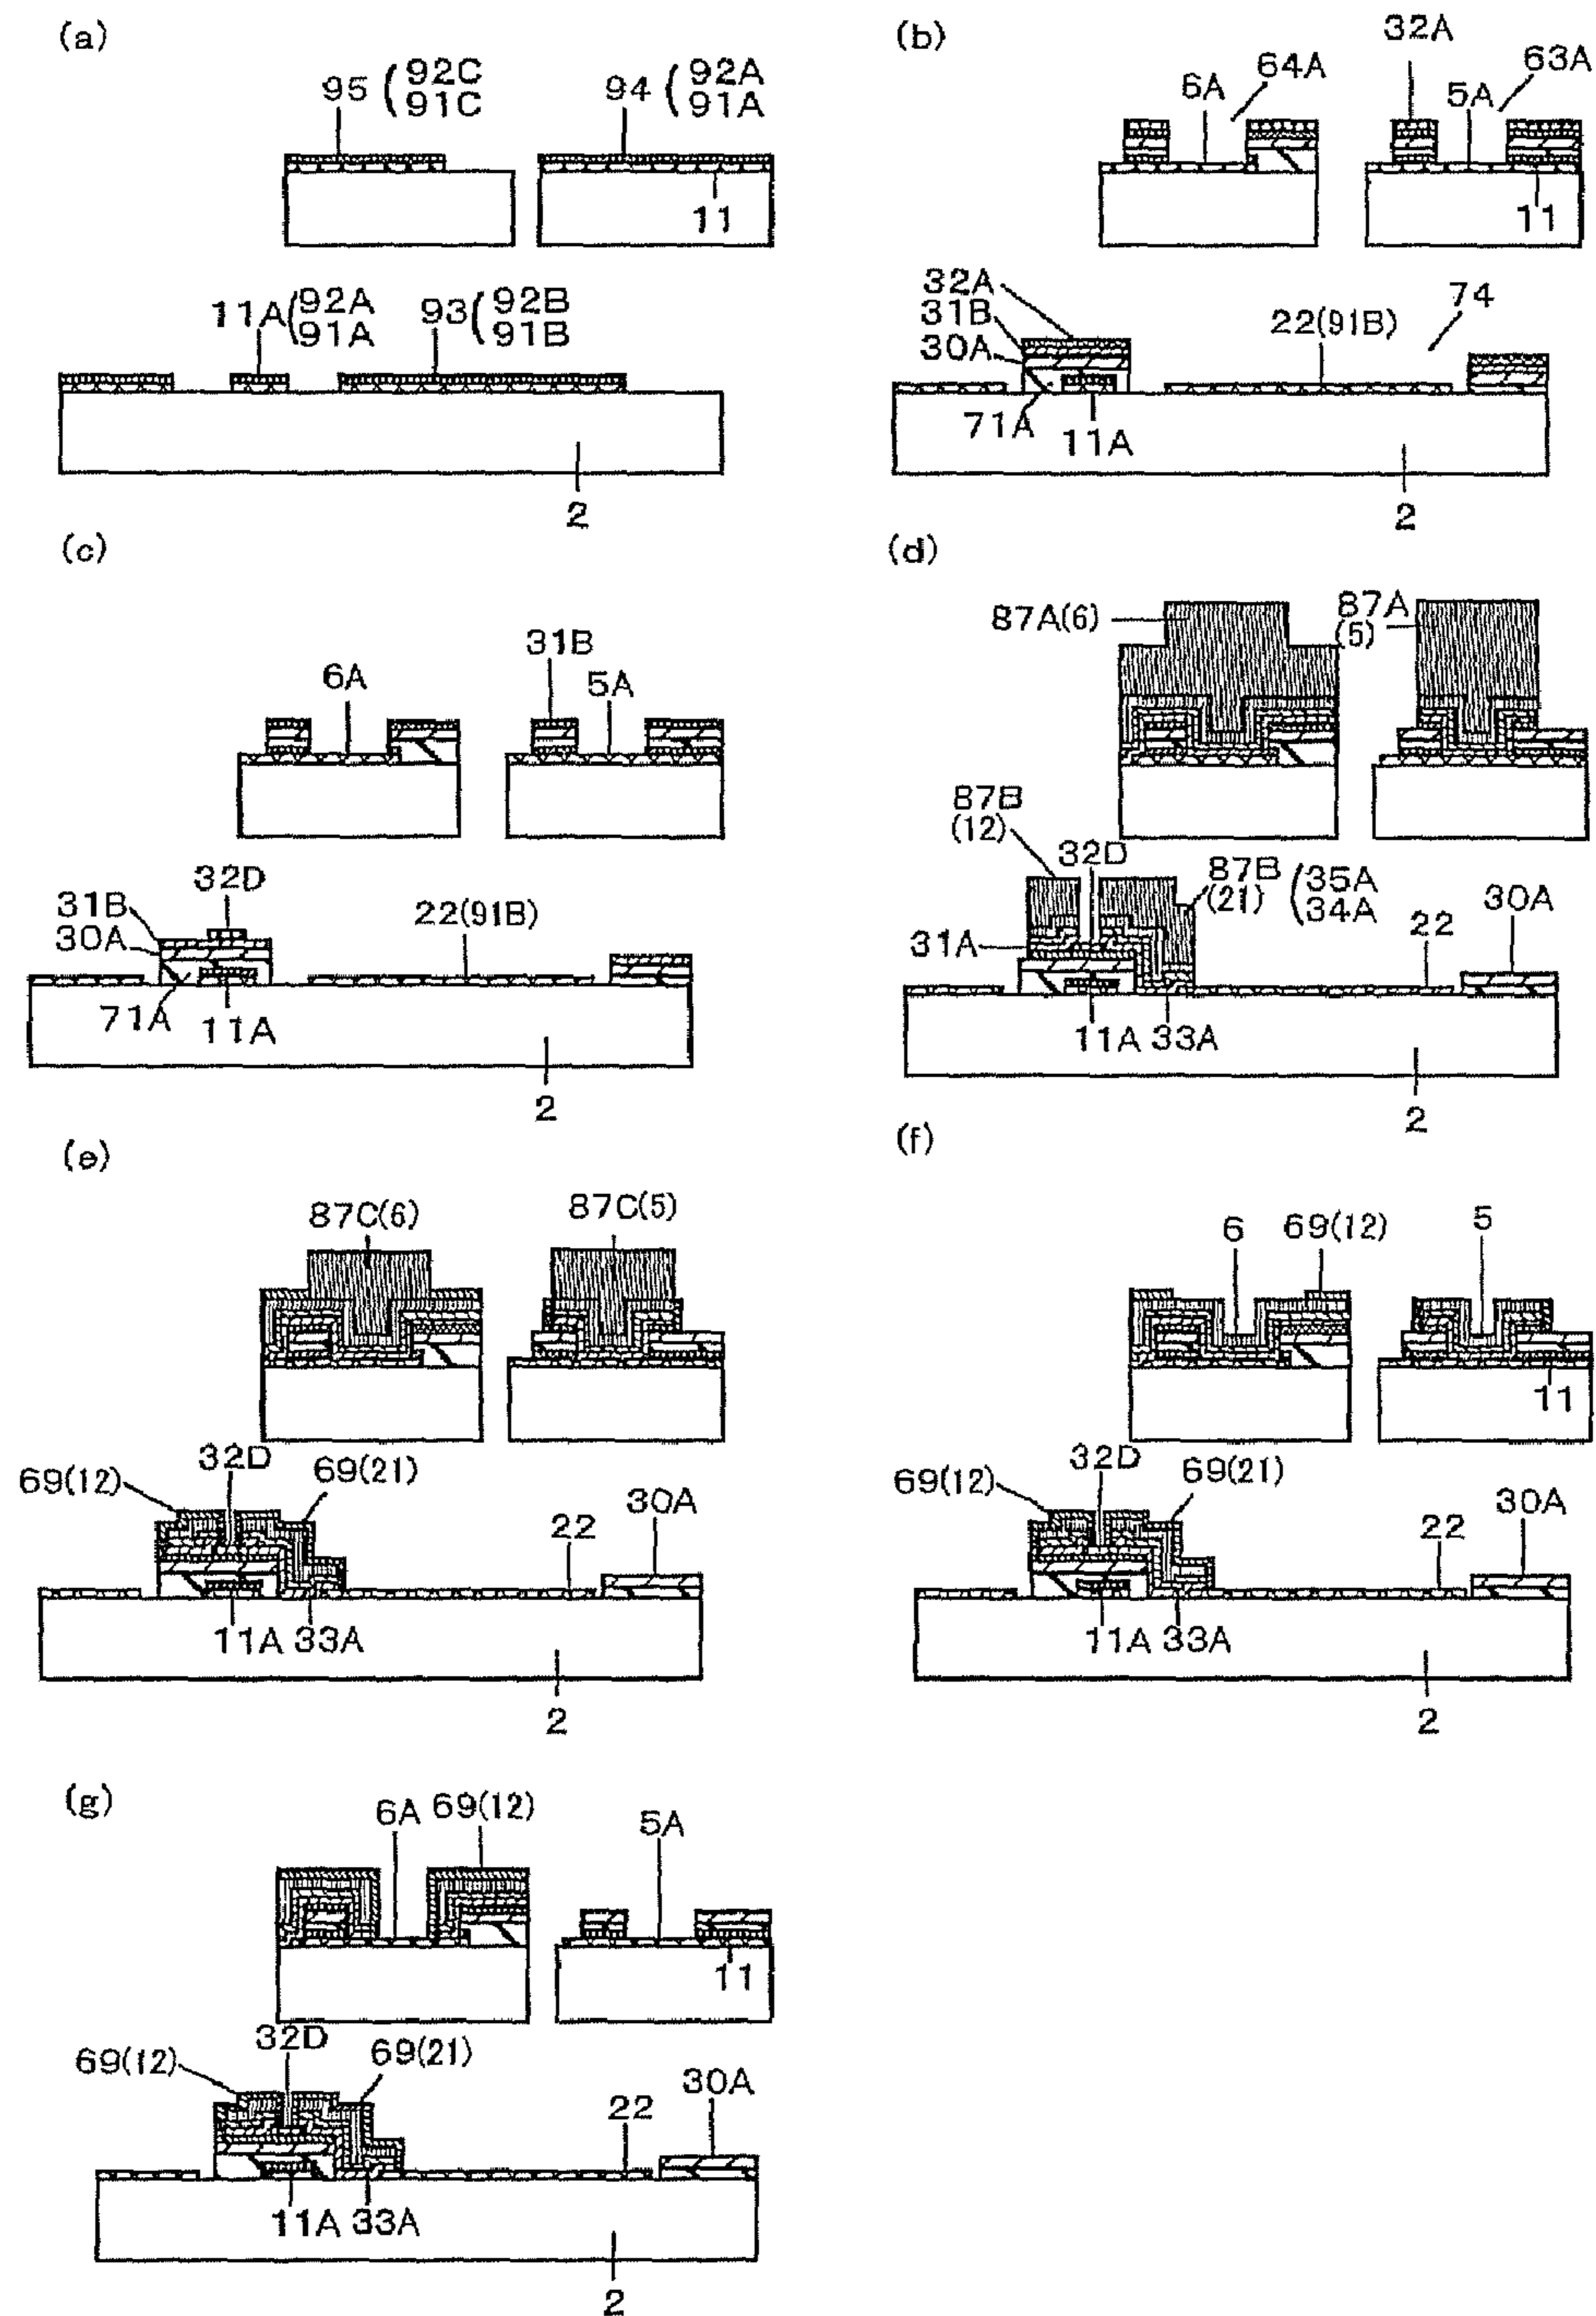 (a)
95 (92C
91C
94 (92A
91A
11
11A (92A
91A
93 (92B
91B
2
(b)
32A
64A
63A
6A
5A
11
32A
31B
30A
22(91B)
74
71A
11A
2
(c)
31B
6A
5A
32D
31B
30A
22(91B)
71A
11A
2
(d)
87A(6)
87A
(5)
87B
(12)
32D
87B
(21)
(35A
34A
30A
31A
22
11A
33A
2
(e)
87C(6)
87C(5)
32D
69(12)
69(21)
30A
22
11A
33A
2
(f)
6
69(12)
5
11
32D
69(12)
69(21)
30A
22
11A
33A
2
(g)
6A
69(12)
5A
11
32D
69(12)
69(21)
30A
22
11A
33A
2